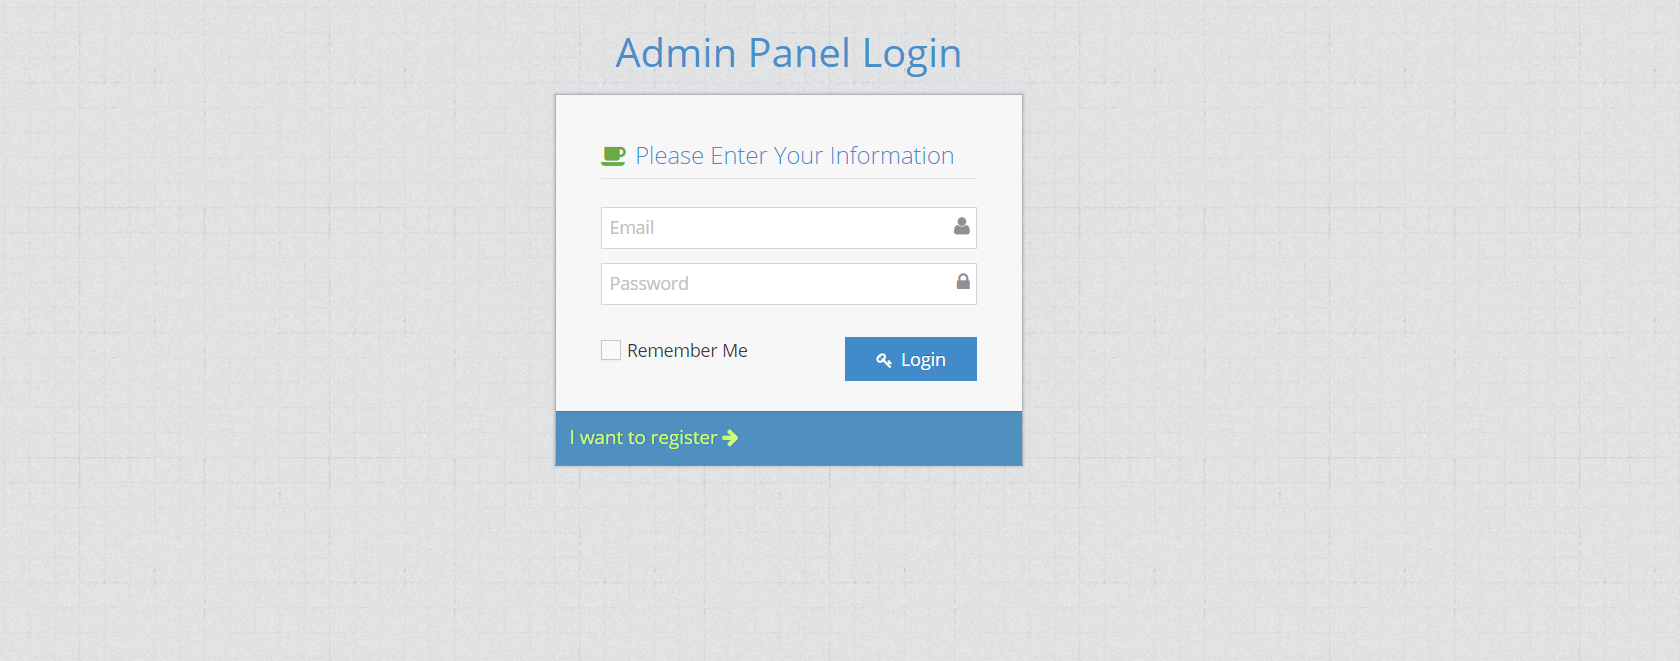 Admin Panel Login
Please Enter Your Information
Email
Password
Remember Me
Login
I want to register